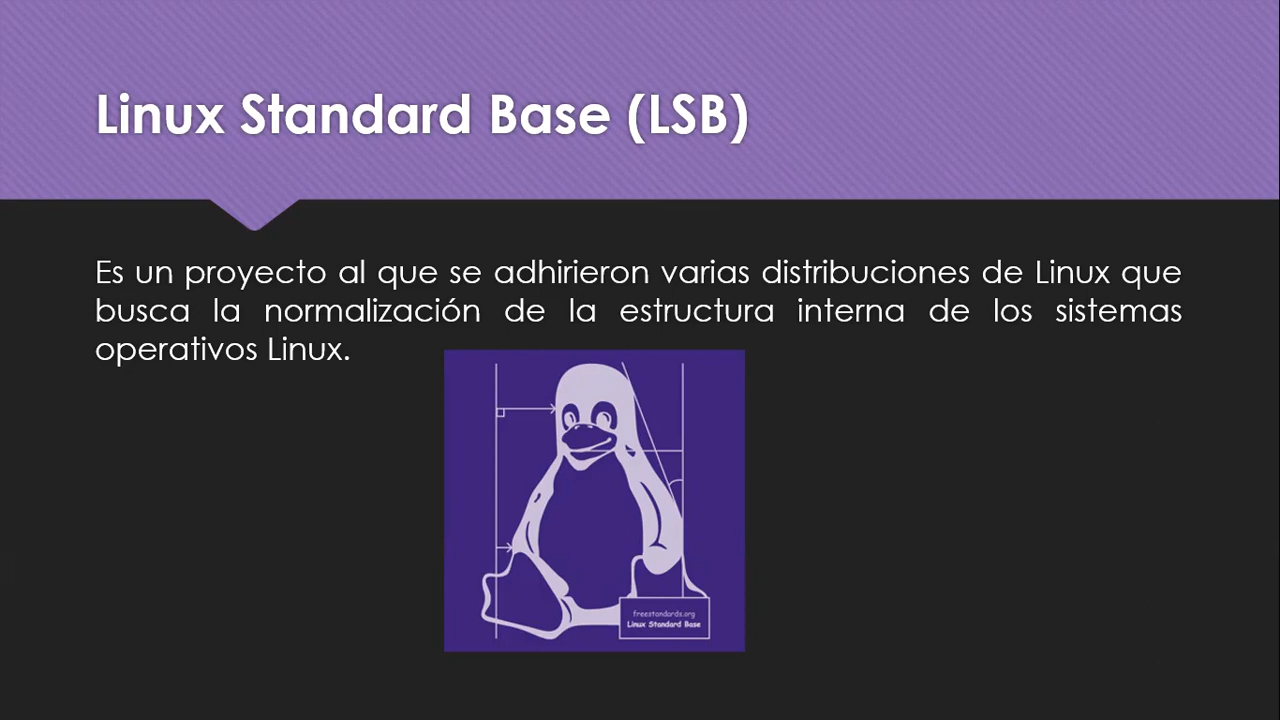 Linux Standard Base (LSB)
Es un proyecto al que se adhirieron varias distribuciones de Linux que
busca la normalización de la estructura interna de los sistemas
operativos Linux.
freestandards.org
Linux Standard Base